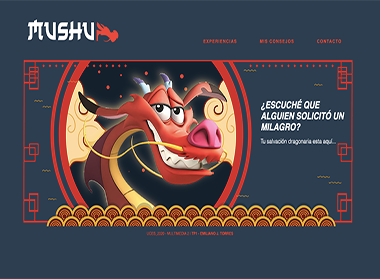 MUSHU
EXPERIENCIAS
MIS CONSEJOS
CONTACTO
¿ESCUCHÉ QUE
ALGUIEN SOLICITÓ UN
MILAGRO?
Tu salvación dragonaria esta aquí...